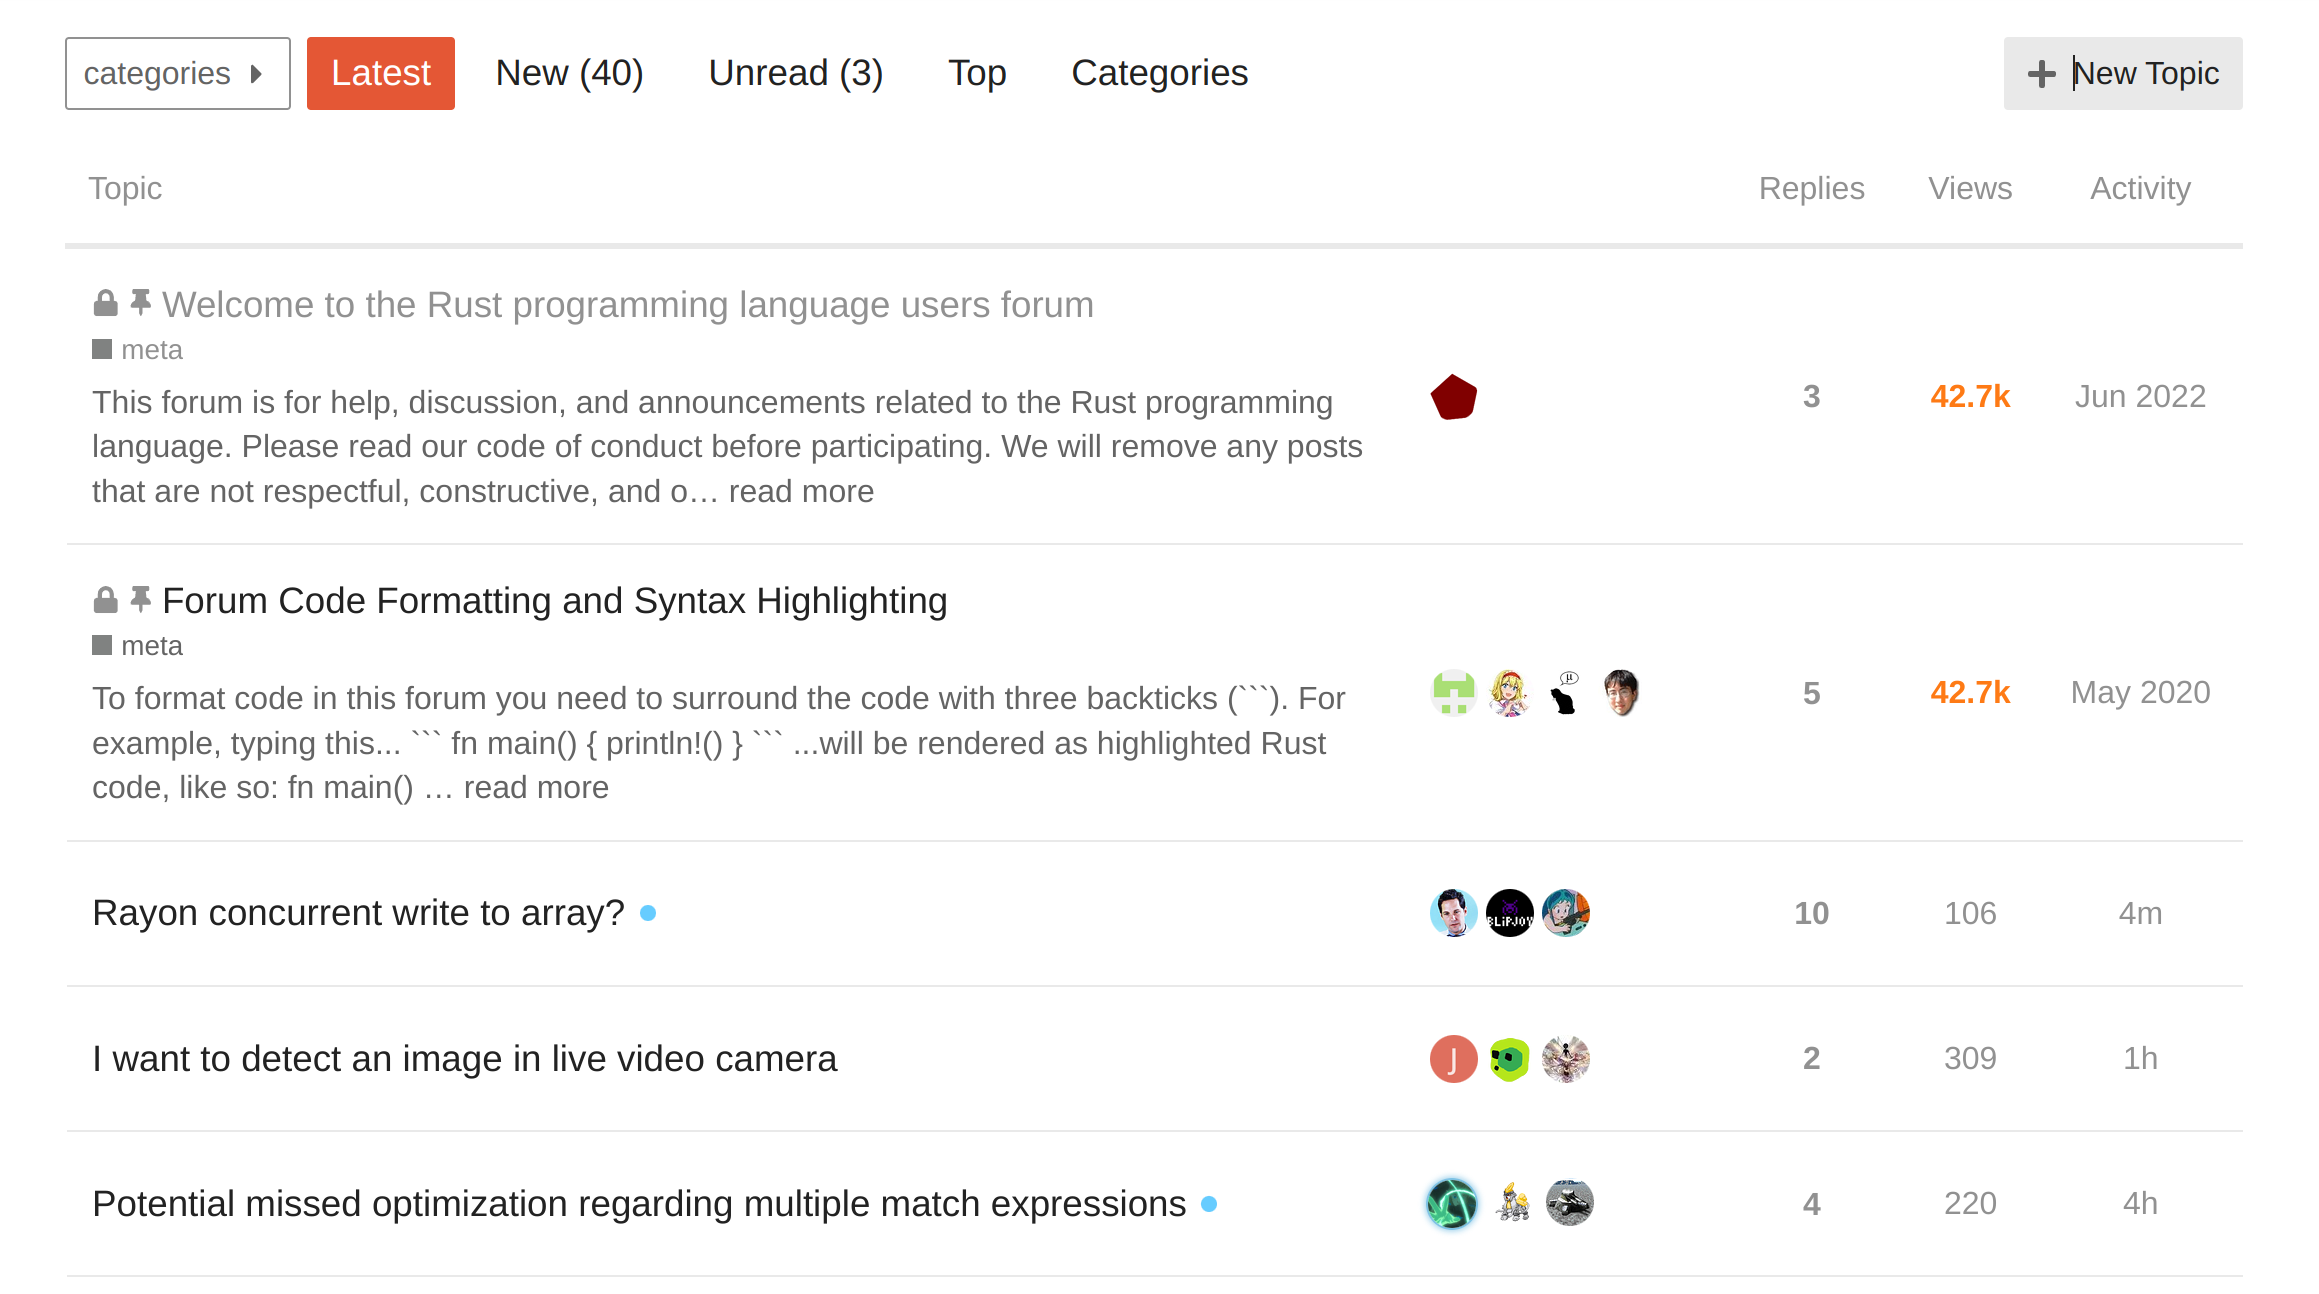 categories Latest New (40) Unread (3) Top Categories New Topic
Topic Replies Views Activity
Welcome to the Rust programming language users forum
meta
This forum is for help, discussion, and announcements related to the Rust programming
language. Please read our code of conduct before participating. We will remove any posts
that are not respectful, constructive, and o… read more
3 42.7k Jun 2022
Forum Code Formatting and Syntax Highlighting
meta
To format code in this forum you need to surround the code with three backticks (```). For
example, typing this... ``` fn main() { println!() } ``` ...will be rendered as highlighted Rust
code, like so: fn main() … read more
μ
5 42.7k May 2020
Rayon concurrent write to array? BLiPJOY 10 106 4m
I want to detect an image in live video camera J 2 309 1h
Potential missed optimization regarding multiple match expressions 4 220 4h